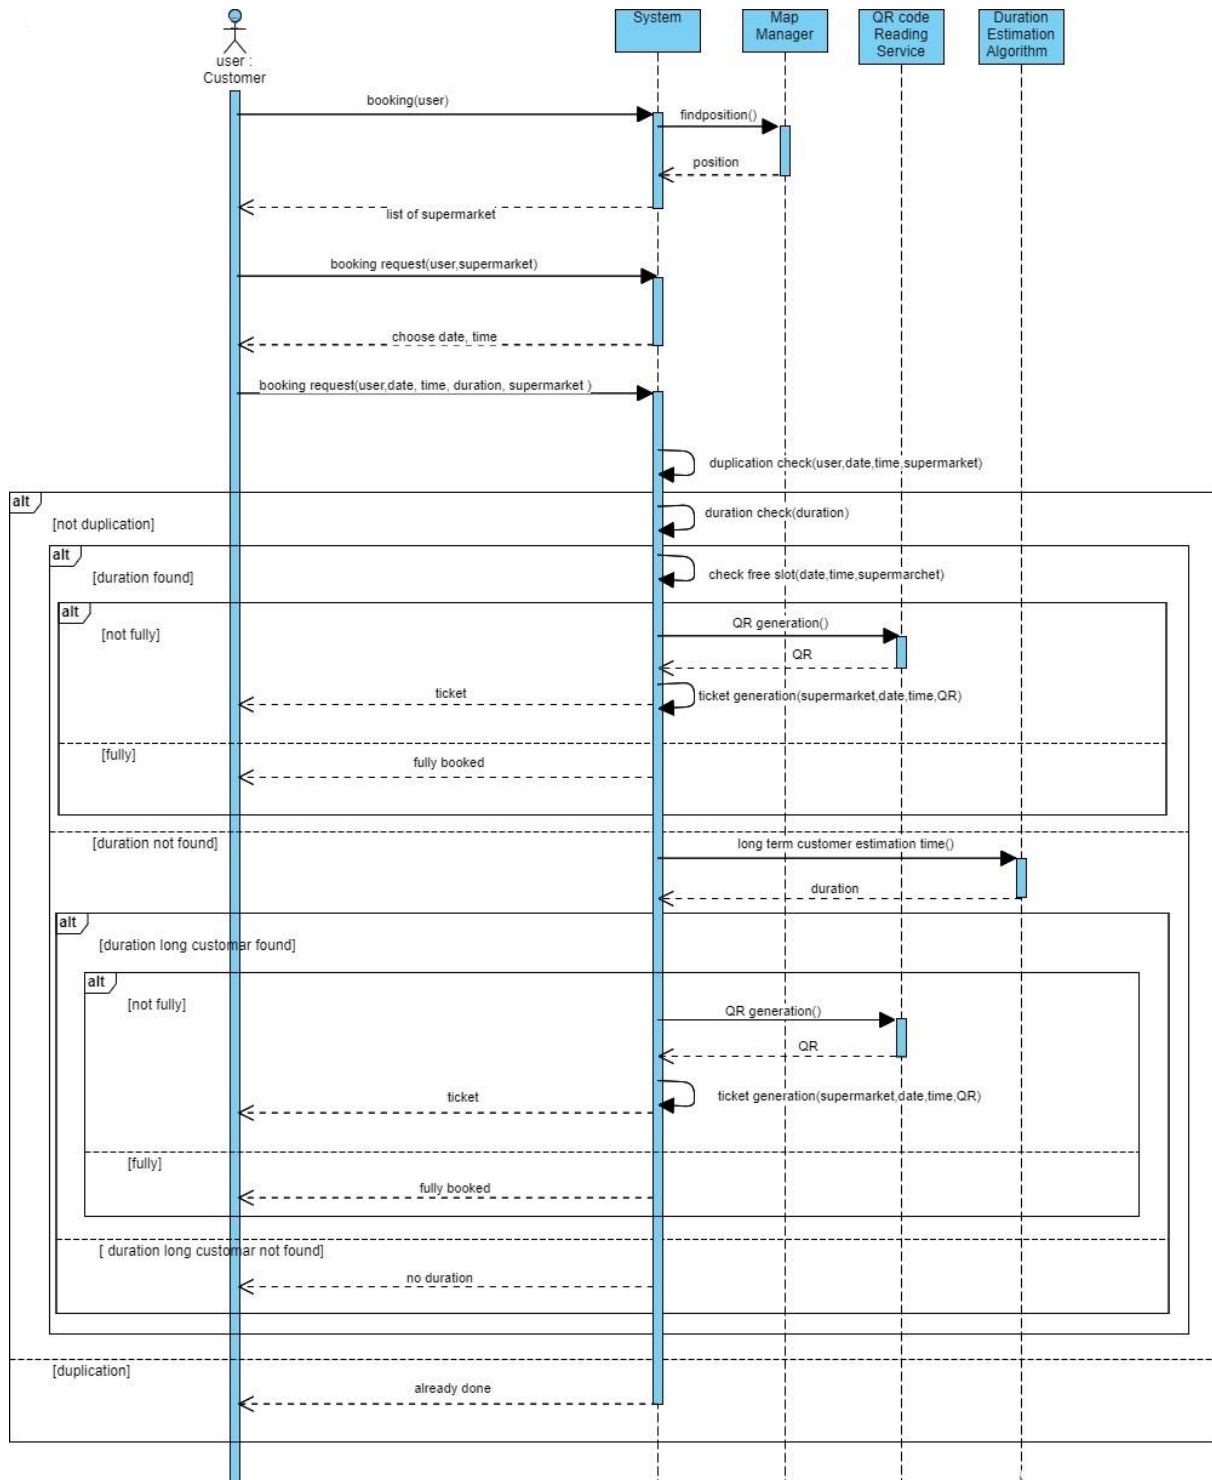 System
Map
Manager
QR code
Reading
Service
Duration
Estimation
Algorithm
user :
Customer
booking(user)
findposition()
position
list of supermarket
booking request(user,supermarket)
choose date, time
booking request(user,date, time, duration, supermarket )
duplication check(user,date,time,supermarket)
alt
[not duplication]
duration check(duration)
alt
[duration found]
check free slot(date,time,supermarchet)
alt
[not fully]
QR generation()
QR
ticket
ticket generation(supermarket,date,time,QR)
[fully]
fully booked
[duration not found]
long term customer estimation time()
duration
alt
[duration long customar found]
alt
[not fully]
QR generation()
QR
ticket
ticket generation(supermarket,date,time,QR)
[fully]
fully booked
[ duration long customar not found]
no duration
[duplication]
already done